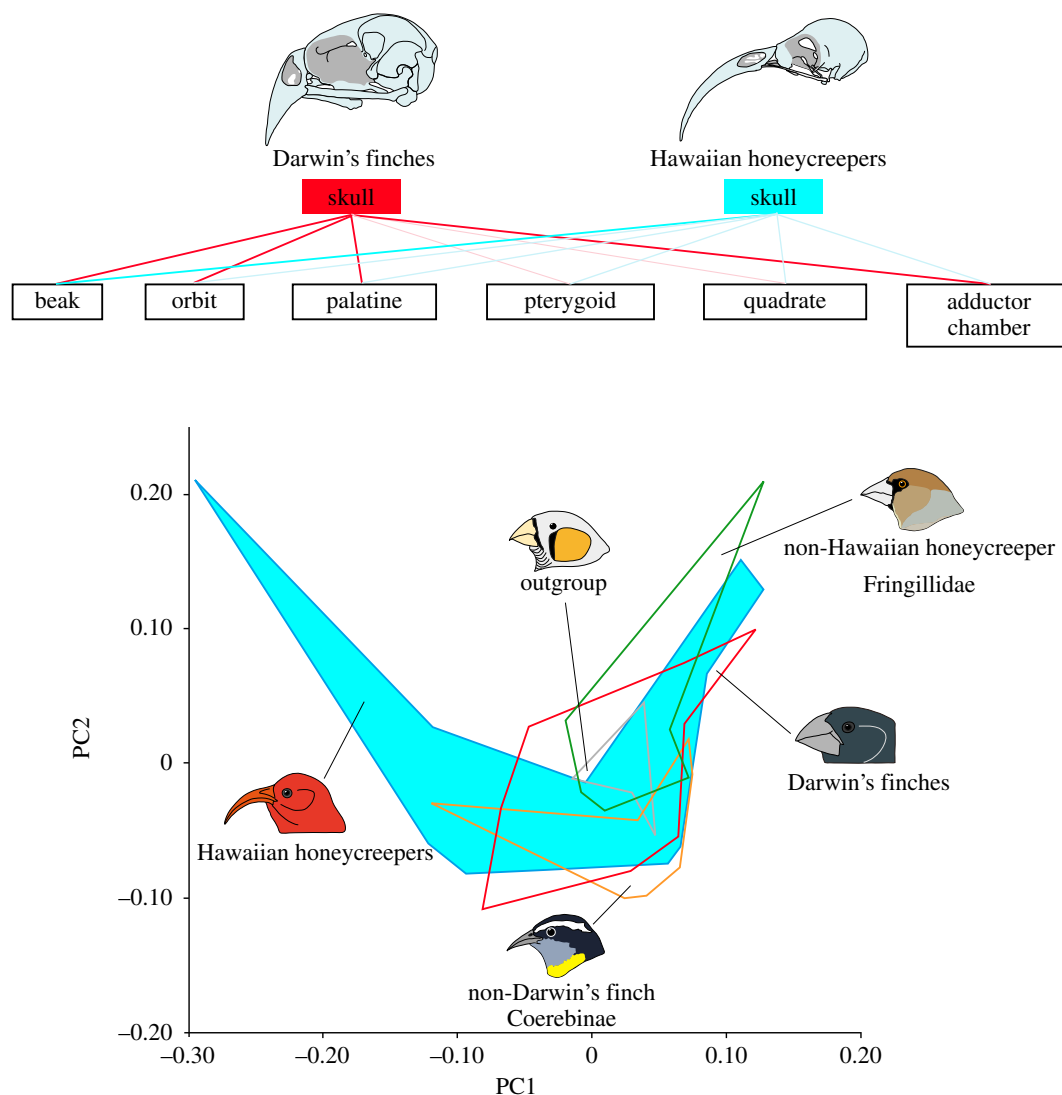 Darwin’s finches
Hawaiian honeycreepers
skull
skull
beak
orbit
palatine
pterygoid
quadrate
adductor
chamber
0.20
0.10
0
–0.10
–0.20
PC2
–0.30
–0.20
–0.10
0
0.10
0.20
PC1
outgroup
non-Hawaiian honeycreeper
Fringillidae
Darwin’s finches
Hawaiian honeycreepers
non-Darwin’s finch
Coerebinae